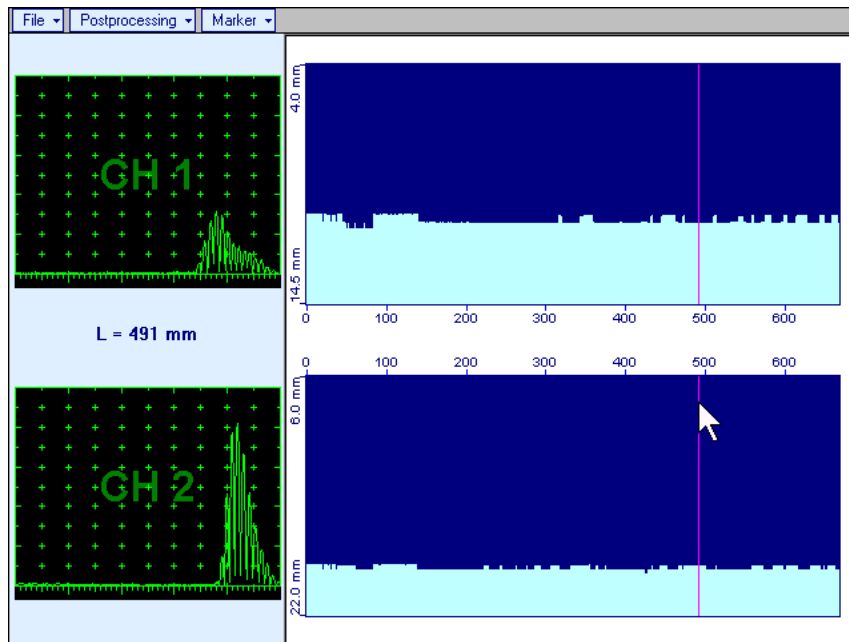 File Postprocessing Marker
CH 1
4.0 mm
14.5 mm
0 100 200 300 400 500 600
L = 491 mm
0 100 200 300 400 500 600
CH 2
6.0 mm
22.0 mm